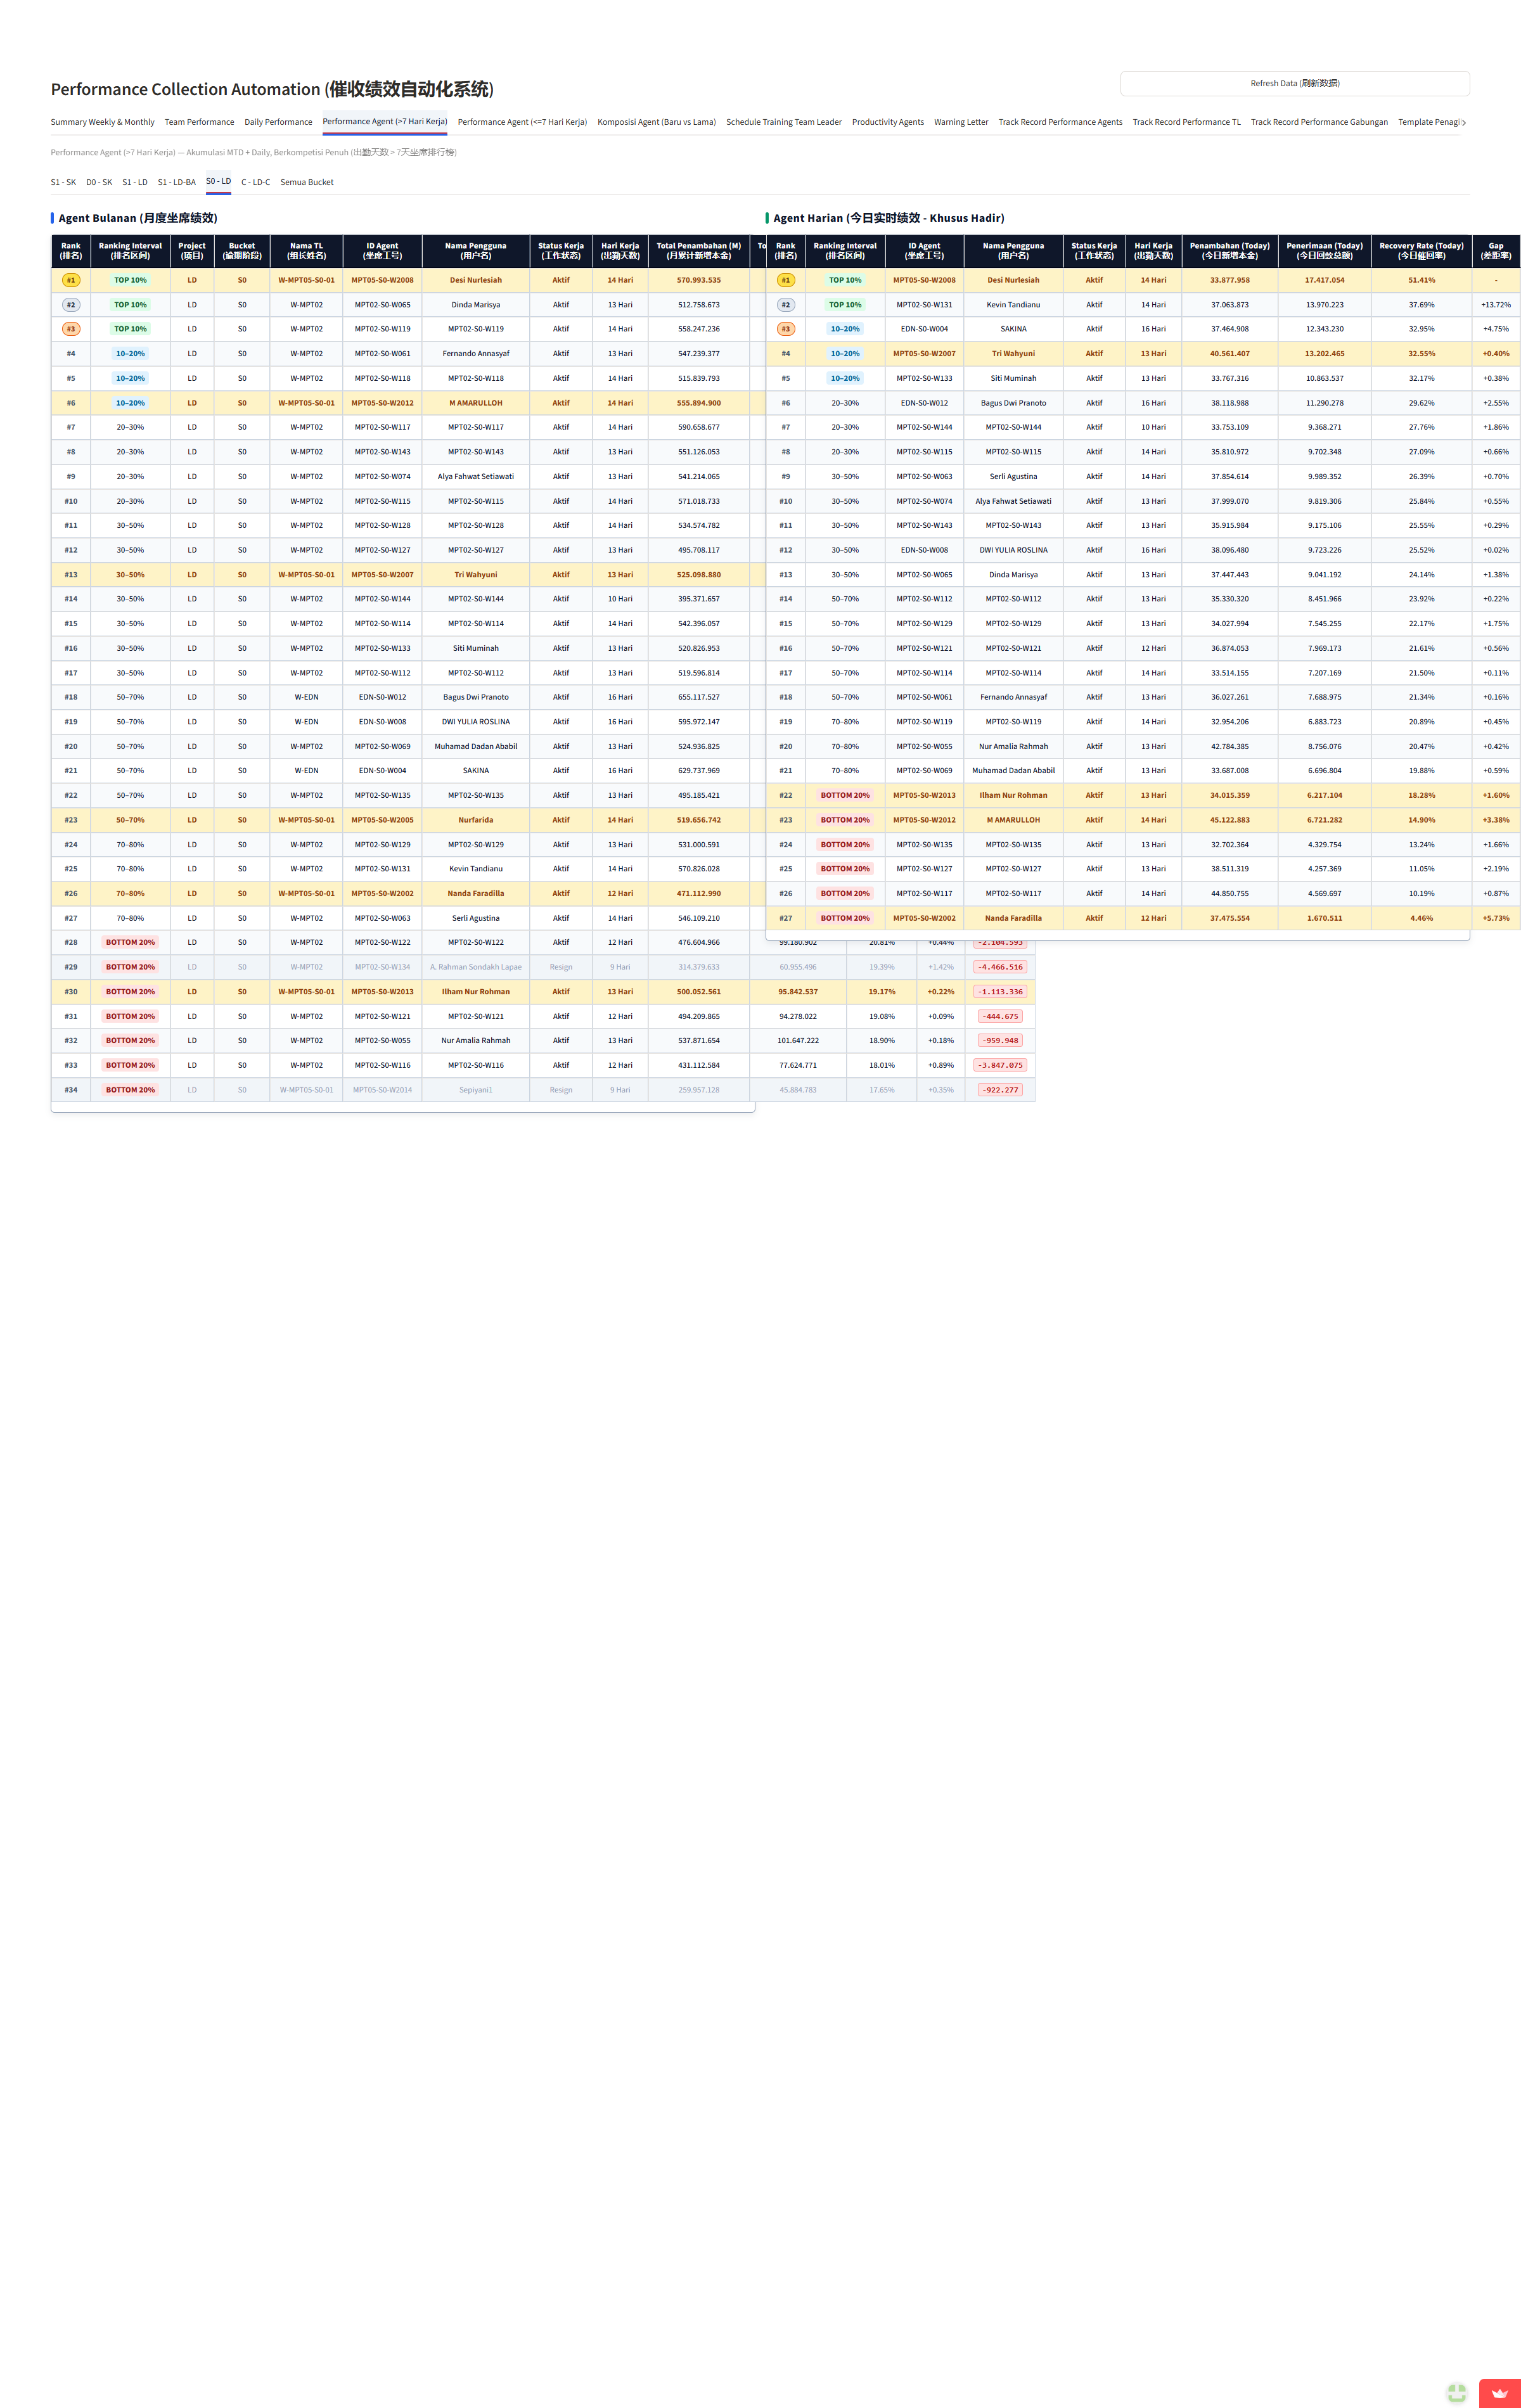 Performance Collection Automation (催收绩效自动化系统)
Refresh Data (刷新数据)
Summary Weekly & Monthly Team Performance Daily Performance Performance Agent (>7 Hari Kerja) Performance Agent (<=7 Hari Kerja) Komposisi Agent (Baru vs Lama) Schedule Training Team Leader Productivity Agents Warning Letter Track Record Performance Agents Track Record Performance TL Track Record Performance Gabungan Template Penagi
Performance Agent (>7 Hari Kerja) — Akumulasi MTD + Daily, Berkompetisi Penuh (出勤天数 > 7天坐席排行榜)
S1 - SK D0 - SK S1 - LD S1 - LD-BA S0 - LD C - LD-C Semua Bucket
Agent Bulanan (月度坐席绩效)
Rank Ranking Interval Project Bucket Nama TL ID Agent Nama Pengguna Status Kerja Hari Kerja Total Penambahan (M) To
(排名) (排名区间) (项目) (逾期阶段) (组长姓名) (坐席工号) (用户名) (工作状态) (出勤天数) (月累计新增本金)
#1 TOP 10% LD S0 W-MPT05-S0-01 MPT05-S0-W2008 Desi Nurlesiah Aktif 14 Hari 570.993.535
#2 TOP 10% LD S0 W-MPT02 MPT02-S0-W065 Dinda Marisya Aktif 13 Hari 512.758.673
#3 TOP 10% LD S0 W-MPT02 MPT02-S0-W119 MPT02-S0-W119 Aktif 14 Hari 558.247.236
#4 10–20% LD S0 W-MPT02 MPT02-S0-W061 Fernando Annasyaf Aktif 13 Hari 547.239.377
#5 10–20% LD S0 W-MPT02 MPT02-S0-W118 MPT02-S0-W118 Aktif 14 Hari 515.839.793
#6 10–20% LD S0 W-MPT05-S0-01 MPT05-S0-W2012 M AMARULLOH Aktif 14 Hari 555.894.900
#7 20–30% LD S0 W-MPT02 MPT02-S0-W117 MPT02-S0-W117 Aktif 14 Hari 590.658.677
#8 20–30% LD S0 W-MPT02 MPT02-S0-W143 MPT02-S0-W143 Aktif 13 Hari 551.126.053
#9 20–30% LD S0 W-MPT02 MPT02-S0-W074 Alya Fahwat Setiawati Aktif 13 Hari 541.214.065
#10 20–30% LD S0 W-MPT02 MPT02-S0-W115 MPT02-S0-W115 Aktif 14 Hari 571.018.733
#11 30–50% LD S0 W-MPT02 MPT02-S0-W128 MPT02-S0-W128 Aktif 14 Hari 534.574.782
#12 30–50% LD S0 W-MPT02 MPT02-S0-W127 MPT02-S0-W127 Aktif 13 Hari 495.708.117
#13 30–50% LD S0 W-MPT05-S0-01 MPT05-S0-W2007 Tri Wahyuni Aktif 13 Hari 525.098.880
#14 30–50% LD S0 W-MPT02 MPT02-S0-W144 MPT02-S0-W144 Aktif 10 Hari 395.371.657
#15 30–50% LD S0 W-MPT02 MPT02-S0-W114 MPT02-S0-W114 Aktif 14 Hari 542.396.057
#16 30–50% LD S0 W-MPT02 MPT02-S0-W133 Siti Muminah Aktif 13 Hari 520.826.953
#17 30–50% LD S0 W-MPT02 MPT02-S0-W112 MPT02-S0-W112 Aktif 13 Hari 519.596.814
#18 50–70% LD S0 W-EDN EDN-S0-W012 Bagus Dwi Pranoto Aktif 16 Hari 655.117.527
#19 50–70% LD S0 W-EDN EDN-S0-W008 DWI YULIA ROSLINA Aktif 16 Hari 595.972.147
#20 50–70% LD S0 W-MPT02 MPT02-S0-W069 Muhamad Dadan Ababil Aktif 13 Hari 524.936.825
#21 50–70% LD S0 W-EDN EDN-S0-W004 SAKINA Aktif 16 Hari 629.737.969
#22 50–70% LD S0 W-MPT02 MPT02-S0-W135 MPT02-S0-W135 Aktif 13 Hari 495.185.421
#23 50–70% LD S0 W-MPT05-S0-01 MPT05-S0-W2005 Nurfarida Aktif 14 Hari 519.656.742
#24 70–80% LD S0 W-MPT02 MPT02-S0-W129 MPT02-S0-W129 Aktif 13 Hari 531.000.591
#25 70–80% LD S0 W-MPT02 MPT02-S0-W131 Kevin Tandianu Aktif 14 Hari 570.826.028
#26 70–80% LD S0 W-MPT05-S0-01 MPT05-S0-W2002 Nanda Faradilla Aktif 12 Hari 471.112.990
#27 70–80% LD S0 W-MPT02 MPT02-S0-W063 Serli Agustina Aktif 14 Hari 546.109.210
#28 BOTTOM 20% LD S0 W-MPT02 MPT02-S0-W122 MPT02-S0-W122 Aktif 12 Hari 476.604.966 99.180.902 20.81% +0.44% -2.104.593
#29 BOTTOM 20% LD S0 W-MPT02 MPT02-S0-W134 A. Rahman Sondakh Lapae Resign 9 Hari 314.379.633 60.955.496 19.39% +1.42% -4.466.516
#30 BOTTOM 20% LD S0 W-MPT05-S0-01 MPT05-S0-W2013 Ilham Nur Rohman Aktif 13 Hari 500.052.561 95.842.537 19.17% +0.22% -1.113.336
#31 BOTTOM 20% LD S0 W-MPT02 MPT02-S0-W121 MPT02-S0-W121 Aktif 12 Hari 494.209.865 94.278.022 19.08% +0.09% -444.675
#32 BOTTOM 20% LD S0 W-MPT02 MPT02-S0-W055 Nur Amalia Rahmah Aktif 13 Hari 537.871.654 101.647.222 18.90% +0.18% -959.948
#33 BOTTOM 20% LD S0 W-MPT02 MPT02-S0-W116 MPT02-S0-W116 Aktif 12 Hari 431.112.584 77.624.771 18.01% +0.89% -3.847.075
#34 BOTTOM 20% LD S0 W-MPT05-S0-01 MPT05-S0-W2014 Sepiyani1 Resign 9 Hari 259.957.128 45.884.783 17.65% +0.35% -922.277
Agent Harian (今日实时绩效 - Khusus Hadir)
Rank Ranking Interval ID Agent Nama Pengguna Status Kerja Hari Kerja Penambahan (Today) Penerimaan (Today) Recovery Rate (Today) Gap
(排名) (排名区间) (坐席工号) (用户名) (工作状态) (出勤天数) (今日新增本金) (今日回款总额) (今日催回率) (差距率)
#1 TOP 10% MPT05-S0-W2008 Desi Nurlesiah Aktif 14 Hari 33.877.958 17.417.054 51.41% -
#2 TOP 10% MPT02-S0-W131 Kevin Tandianu Aktif 14 Hari 37.063.873 13.970.223 37.69% +13.72%
#3 10–20% EDN-S0-W004 SAKINA Aktif 16 Hari 37.464.908 12.343.230 32.95% +4.75%
#4 10–20% MPT05-S0-W2007 Tri Wahyuni Aktif 13 Hari 40.561.407 13.202.465 32.55% +0.40%
#5 10–20% MPT02-S0-W133 Siti Muminah Aktif 13 Hari 33.767.316 10.863.537 32.17% +0.38%
#6 20–30% EDN-S0-W012 Bagus Dwi Pranoto Aktif 16 Hari 38.118.988 11.290.278 29.62% +2.55%
#7 20–30% MPT02-S0-W144 MPT02-S0-W144 Aktif 10 Hari 33.753.109 9.368.271 27.76% +1.86%
#8 20–30% MPT02-S0-W115 MPT02-S0-W115 Aktif 14 Hari 35.810.972 9.702.348 27.09% +0.66%
#9 30–50% MPT02-S0-W063 Serli Agustina Aktif 14 Hari 37.854.614 9.989.352 26.39% +0.70%
#10 30–50% MPT02-S0-W074 Alya Fahwat Setiawati Aktif 13 Hari 37.999.070 9.819.306 25.84% +0.55%
#11 30–50% MPT02-S0-W143 MPT02-S0-W143 Aktif 13 Hari 35.915.984 9.175.106 25.55% +0.29%
#12 30–50% EDN-S0-W008 DWI YULIA ROSLINA Aktif 16 Hari 38.096.480 9.723.226 25.52% +0.02%
#13 30–50% MPT02-S0-W065 Dinda Marisya Aktif 13 Hari 37.447.443 9.041.192 24.14% +1.38%
#14 50–70% MPT02-S0-W112 MPT02-S0-W112 Aktif 13 Hari 35.330.320 8.451.966 23.92% +0.22%
#15 50–70% MPT02-S0-W129 MPT02-S0-W129 Aktif 13 Hari 34.027.994 7.545.255 22.17% +1.75%
#16 50–70% MPT02-S0-W121 MPT02-S0-W121 Aktif 12 Hari 36.874.053 7.969.173 21.61% +0.56%
#17 50–70% MPT02-S0-W114 MPT02-S0-W114 Aktif 14 Hari 33.514.155 7.207.169 21.50% +0.11%
#18 50–70% MPT02-S0-W061 Fernando Annasyaf Aktif 13 Hari 36.027.261 7.688.975 21.34% +0.16%
#19 70–80% MPT02-S0-W119 MPT02-S0-W119 Aktif 14 Hari 32.954.206 6.883.723 20.89% +0.45%
#20 70–80% MPT02-S0-W055 Nur Amalia Rahmah Aktif 13 Hari 42.784.385 8.756.076 20.47% +0.42%
#21 70–80% MPT02-S0-W069 Muhamad Dadan Ababil Aktif 13 Hari 33.687.008 6.696.804 19.88% +0.59%
#22 BOTTOM 20% MPT05-S0-W2013 Ilham Nur Rohman Aktif 13 Hari 34.015.359 6.217.104 18.28% +1.60%
#23 BOTTOM 20% MPT05-S0-W2012 M AMARULLOH Aktif 14 Hari 45.122.883 6.721.282 14.90% +3.38%
#24 BOTTOM 20% MPT02-S0-W135 MPT02-S0-W135 Aktif 13 Hari 32.702.364 4.329.754 13.24% +1.66%
#25 BOTTOM 20% MPT02-S0-W127 MPT02-S0-W127 Aktif 13 Hari 38.511.319 4.257.369 11.05% +2.19%
#26 BOTTOM 20% MPT02-S0-W117 MPT02-S0-W117 Aktif 14 Hari 44.850.755 4.569.697 10.19% +0.87%
#27 BOTTOM 20% MPT05-S0-W2002 Nanda Faradilla Aktif 12 Hari 37.475.554 1.670.511 4.46% +5.73%